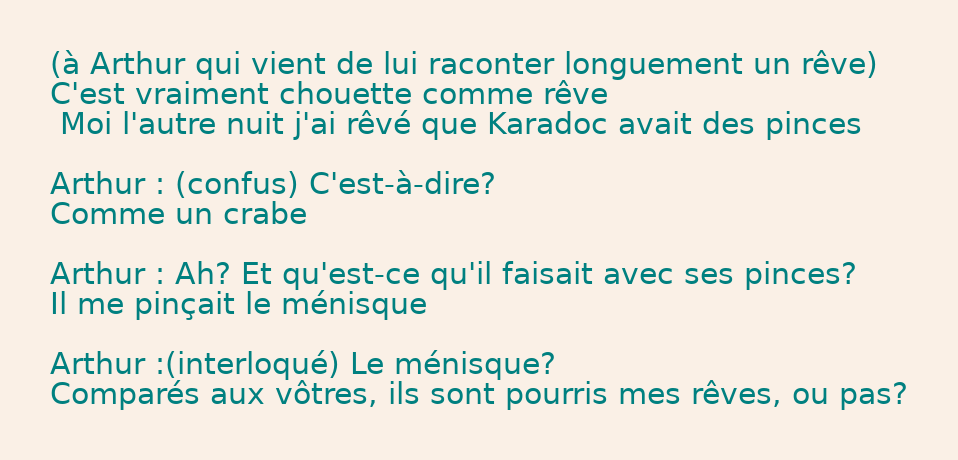 (à Arthur qui vient de lui raconter longuement un rêve)
C'est vraiment chouette comme rêve
Moi l'autre nuit j'ai rêvé que Karadoc avait des pinces
Arthur : (confus) C'est-à-dire?
Comme un crabe
Arthur : Ah? Et qu'est-ce qu'il faisait avec ses pinces?
Il me pinçait le ménisque
Arthur :(interloqué) Le ménisque?
Comparés aux vôtres, ils sont pourris mes rêves, ou pas?